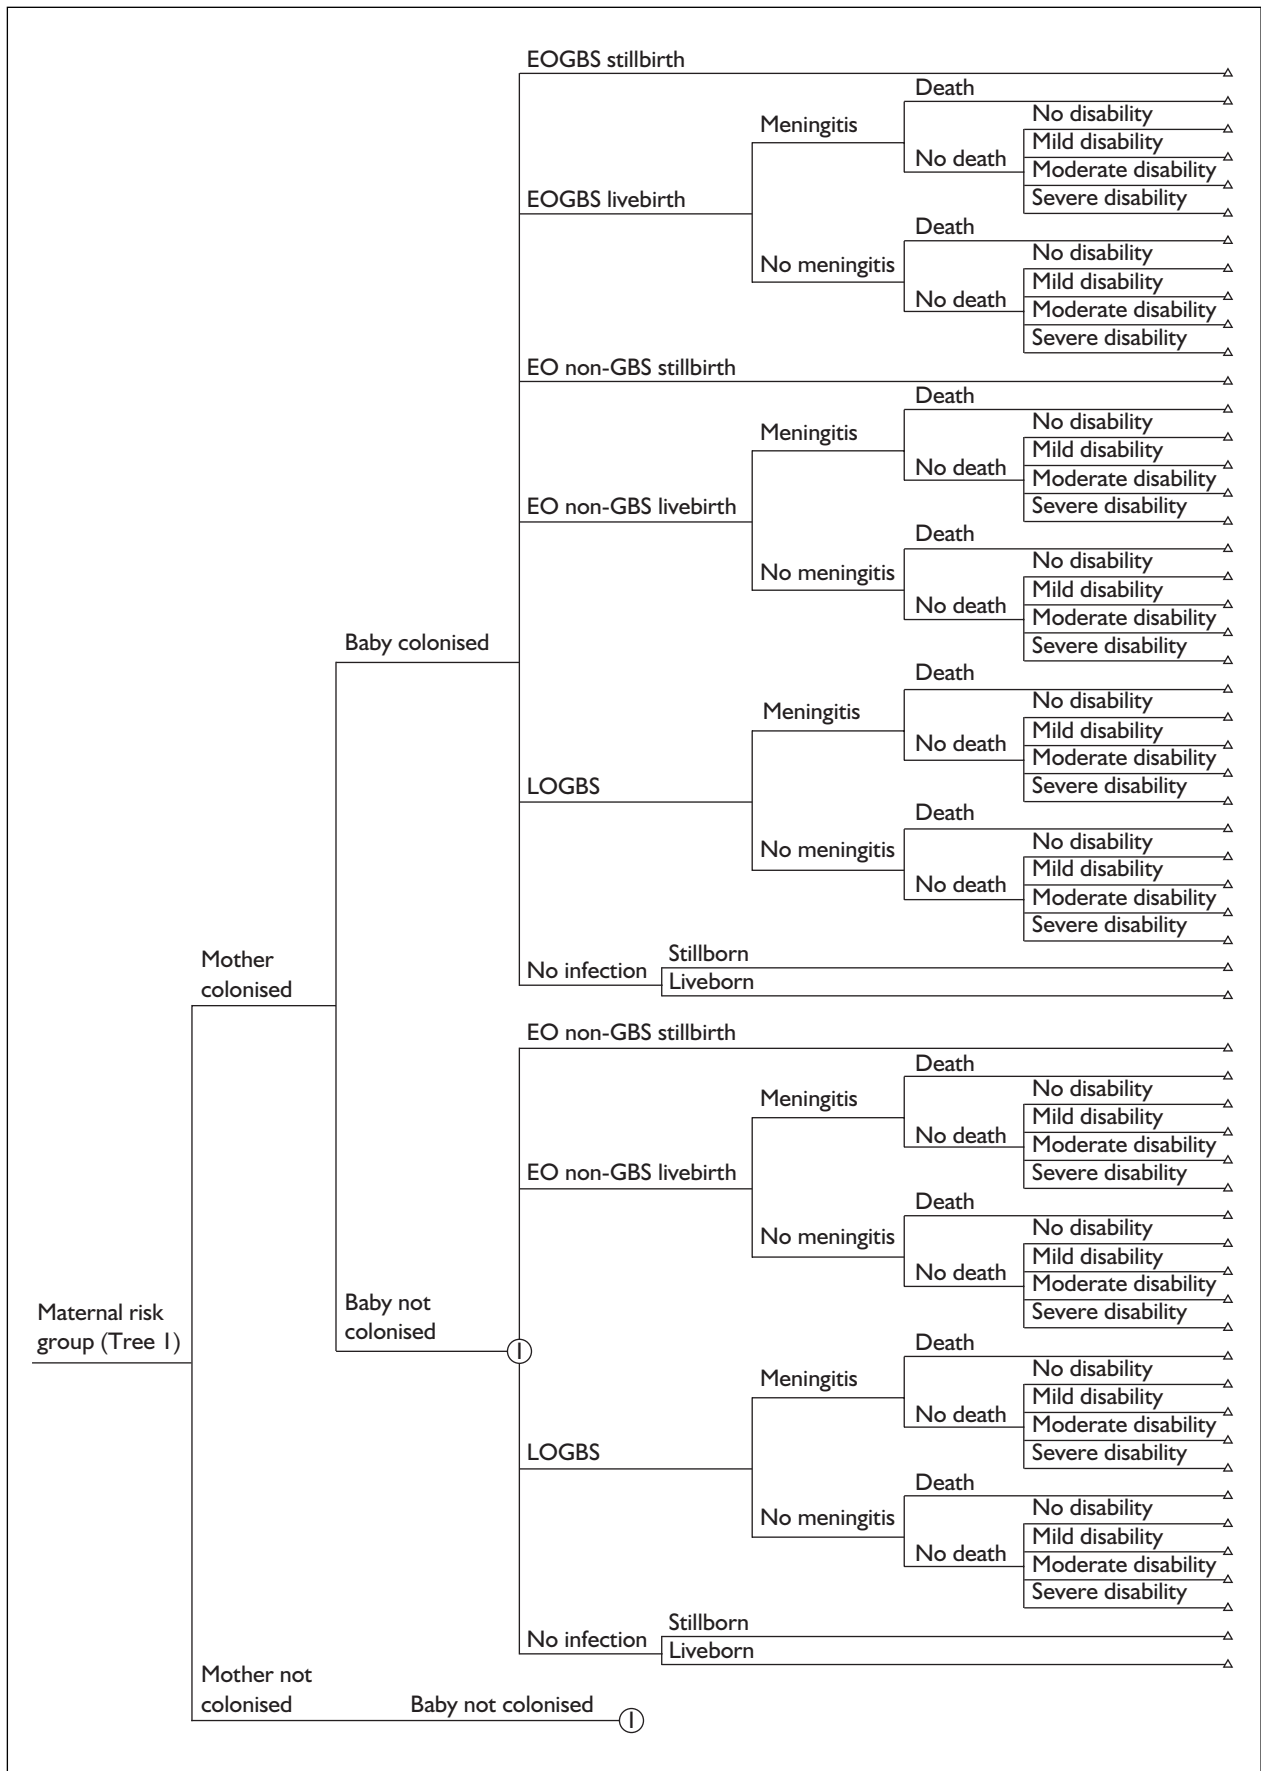 EOGBS stillbirth
Death
No disability
Meningitis
Mild disability
No death
Moderate disability
Severe disability
EOGBS livebirth
Death
No disability
No meningitis
Mild disability
No death
Moderate disability
Severe disability
EO non-GBS stillbirth
Death
No disability
Meningitis
Mild disability
No death
Moderate disability
Severe disability
EO non-GBS livebirth
Death
No disability
No meningitis
Mild disability
No death
Moderate disability
Severe disability
Baby colonised
Death
No disability
Meningitis
Mild disability
No death
Moderate disability
Severe disability
LOGBS
Death
No disability
No meningitis
Mild disability
No death
Moderate disability
Severe disability
Mother
colonised
Stillborn
No infection
Liveborn
EO non-GBS stillbirth
Death
No disability
Meningitis
Mild disability
No death
Moderate disability
Severe disability
EO non-GBS livebirth
Death
No disability
No meningitis
Mild disability
No death
Moderate disability
Severe disability
Baby not
colonised
1
Maternal risk
group (Tree 1)
Death
No disability
Meningitis
Mild disability
No death
Moderate disability
Severe disability
LOGBS
Death
No disability
No meningitis
Mild disability
No death
Moderate disability
Severe disability
Stillborn
No infection
Liveborn
Mother not
colonised
Baby not colonised
1